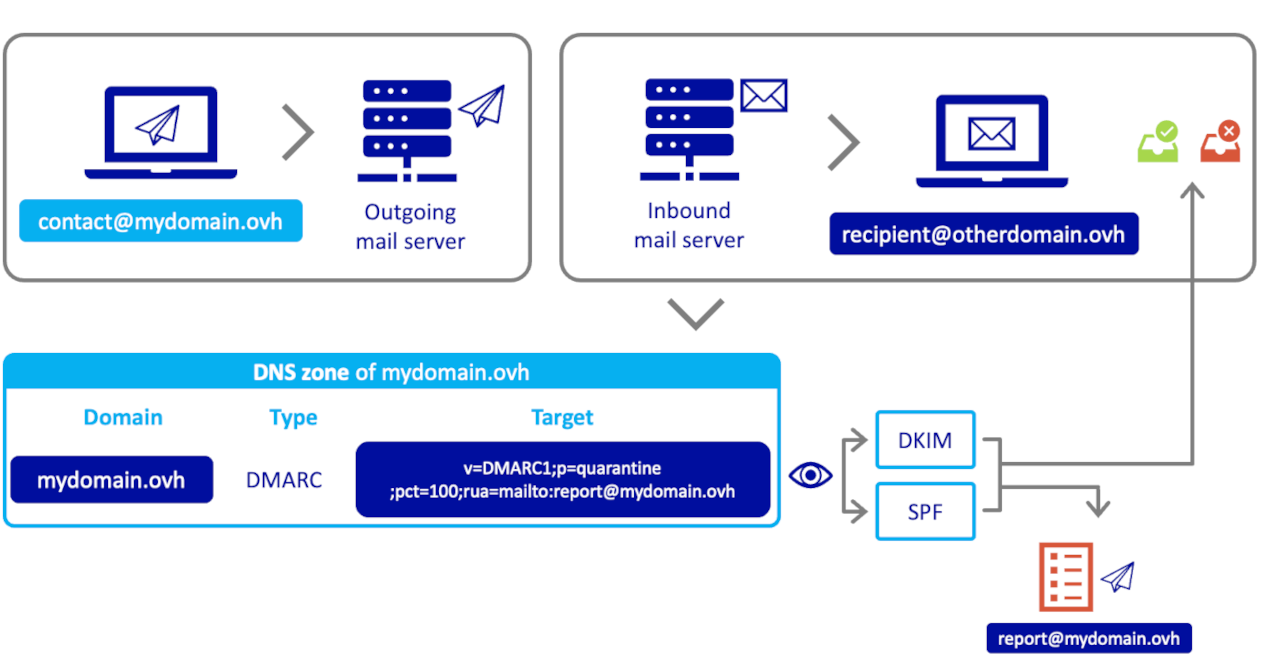 contact@mydomain.ovh
Outgoing
mail server
Inbound
mail server
recipient@otherdomain.ovh
DNS zone of mydomain.ovh
Domain Type Target
mydomain.ovh DMARC
v=DMARC1;p=quarantine
;pct=100;rua=mailto:report@mydomain.ovh
DKIM
SPF
report@mydomain.ovh